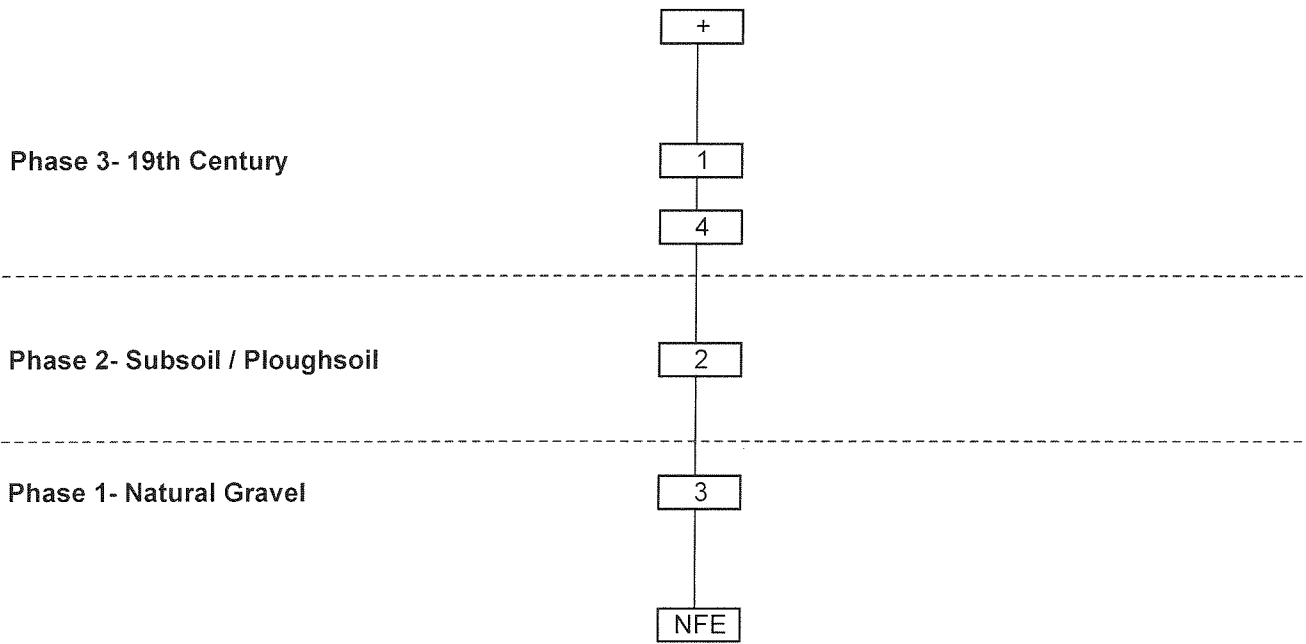 +
Phase 3- 19th Century
1
4
Phase 2- Subsoil / Ploughsoil
2
Phase 1- Natural Gravel
3
NFE